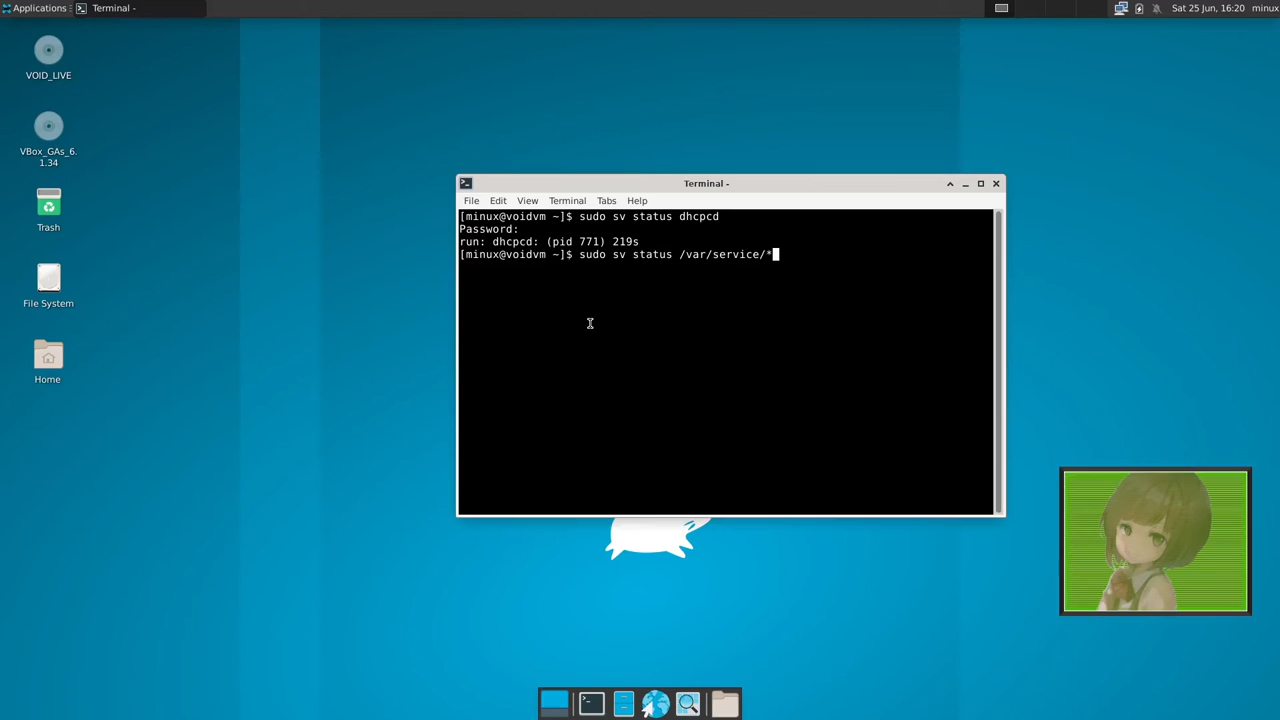 Applications
Terminal -
Sat 25 Jun, 16:20
minux
VOID_LIVE
VBox_GAs_6.
1.34
Trash
File System
Home
Terminal -
File Edit View Terminal Tabs Help
[minux@voidvm ~]$ sudo sv status dhcpcd
Password:
run: dhcpcd: (pid 771) 219s
[minux@voidvm ~]$ sudo sv status /var/service/*